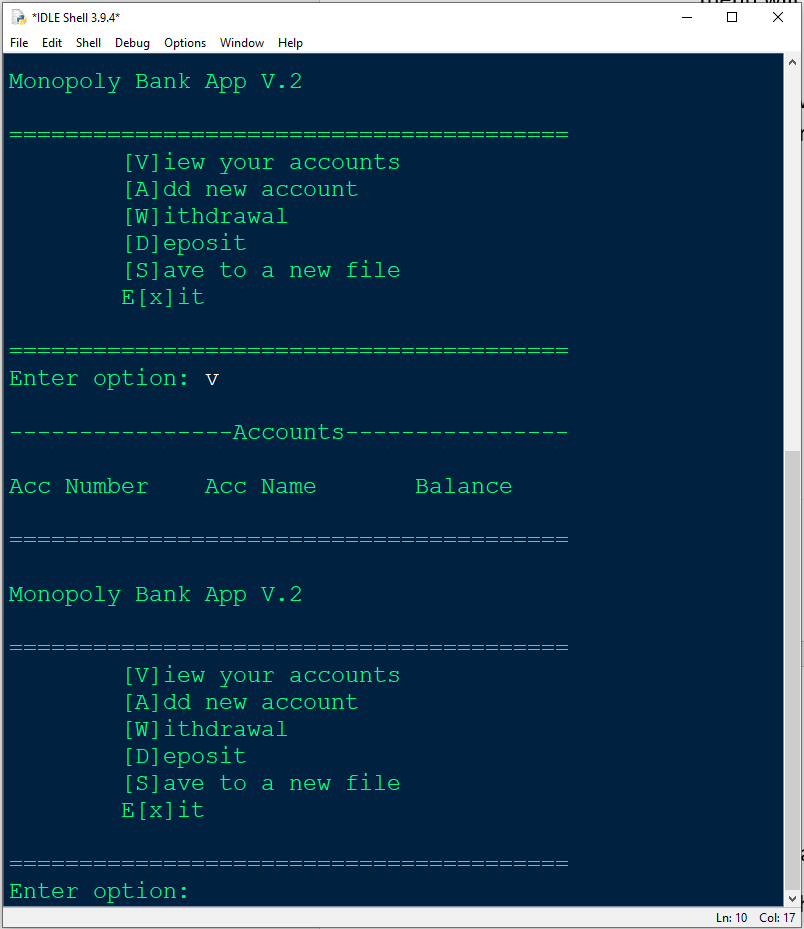 *IDLE Shell 3.9.4*
File Edit Shell Debug Options Window Help
Monopoly Bank App V.2
========================================
[V]iew your accounts
[A]dd new account
[W]ithdrawal
[D]eposit
[S]ave to a new file
E[x]it
========================================
Enter option: v
----------------Accounts----------------
Acc Number Acc Name Balance
========================================
Monopoly Bank App V.2
========================================
[V]iew your accounts
[A]dd new account
[W]ithdrawal
[D]eposit
[S]ave to a new file
E[x]it
========================================
Enter option:
Ln: 10 Col: 17